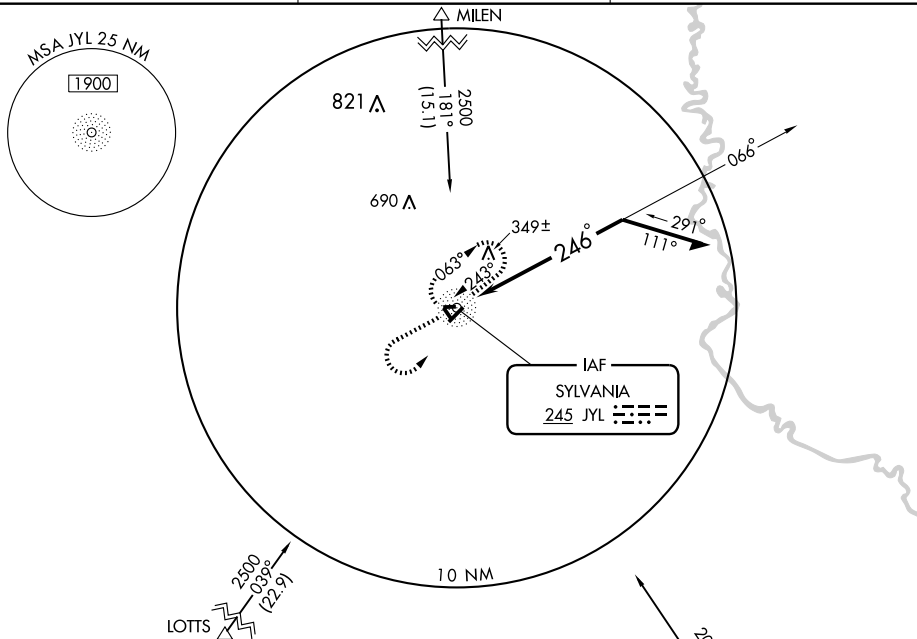 MILEN
MSA JYL 25 NM
1900
821
2500
181°
(15.1)
066°
690
349±
291°
111°
246°
063°
243°
IAF
SYLVANIA
245 JYL
10 NM
2500
039°
(22.9)
LOTTS